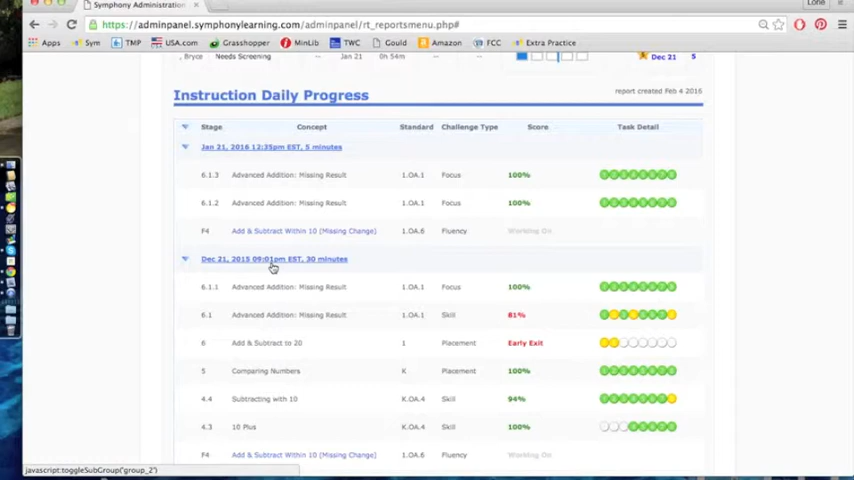 Symphony Administration
Lorie
https://adminpanel.symphonylearning.com/adminpanel/rt_reportsmenu.php#
Apps Sym TMP USA.com Grasshopper MinLib TWC Gould Amazon FCC Extra Practice
, Bryce Needs Screening -- Jan 21 0h 54m -- -- Dec 21 5
Instruction Daily Progress report created Feb 4 2016
Stage Concept Standard Challenge Type Score Task Detail
Jan 21, 2016 12:35pm EST, 5 minutes
6.1.3 Advanced Addition: Missing Result 1.OA.1 Focus 100%
6.1.2 Advanced Addition: Missing Result 1.OA.1 Focus 100%
F4 Add & Subtract Within 10 (Missing Change) 1.OA.6 Fluency Working On
Dec 21, 2015 09:01pm EST, 30 minutes
6.1.1 Advanced Addition: Missing Result 1.OA.1 Focus 100%
6.1 Advanced Addition: Missing Result 1.OA.1 Skill 81%
6 Add & Subtract to 20 1 Placement Early Exit
5 Comparing Numbers K Placement 100%
4.4 Subtracting with 10 K.OA.4 Skill 94%
4.3 10 Plus K.OA.4 Skill 100%
F4 Add & Subtract Within 10 (Missing Change) 1.OA.6 Fluency Working On
javascript:toggleSubGroup('group_2')